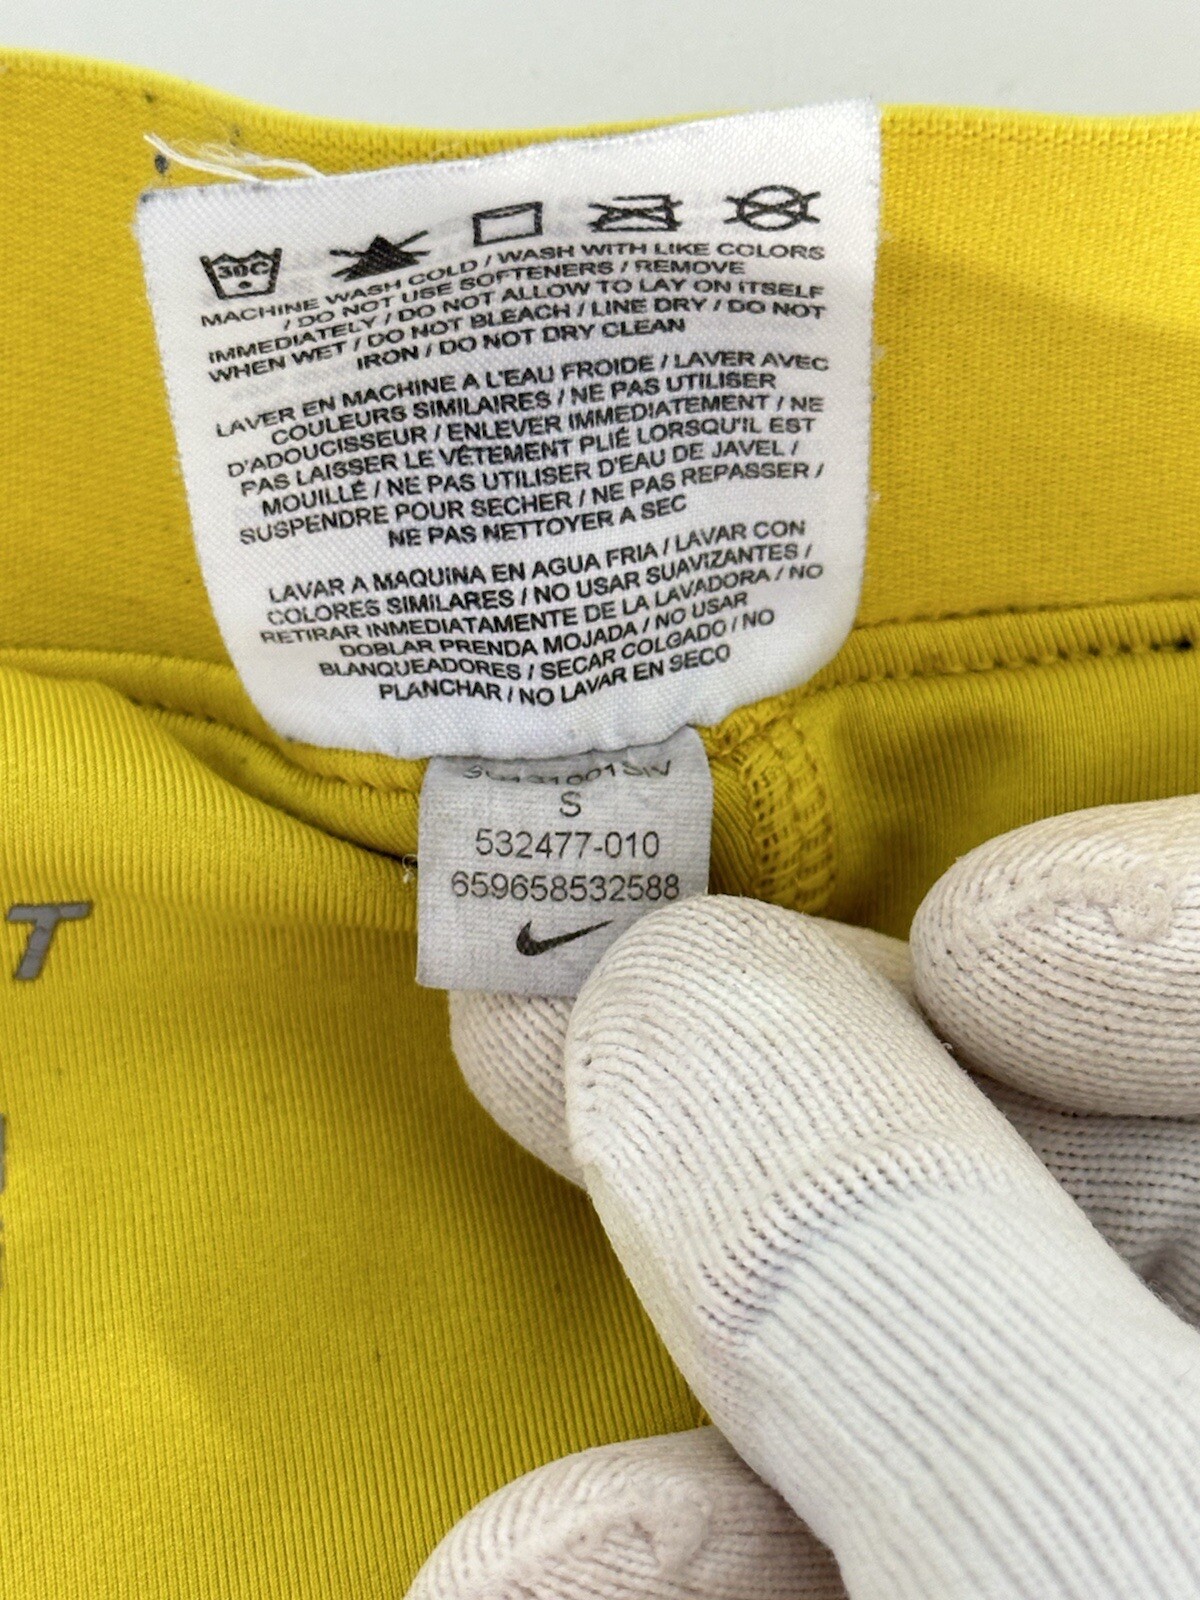 30C
MACHINE WASH COLD / WASH WITH LIKE COLORS
/ DO NOT USE SOFTENERS / REMOVE
IMMEDIATELY / DO NOT ALLOW TO LAY ON ITSELF
WHEN WET / DO NOT BLEACH / LINE DRY / DO NOT
IRON / DO NOT DRY CLEAN
LAVER EN MACHINE A L'EAU FROIDE / LAVER AVEC
COULEURS SIMILAIRES / NE PAS UTILISER
D'ADOUCISSEUR / ENLEVER IMMEDIATEMENT / NE
PAS LAISSER LE VÊTEMENT PLIÉ LORSQU'IL EST
MOUILLÉ / NE PAS UTILISER D'EAU DE JAVEL /
SUSPENDRE POUR SECHER / NE PAS REPASSER /
NE PAS NETTOYER A SEC
LAVAR A MAQUINA EN AGUA FRIA / LAVAR CON
COLORES SIMILARES / NO USAR SUAVIZANTES /
RETIRAR INMEDIATAMENTE DE LA LAVADORA / NO
DOBLAR PRENDA MOJADA / NO USAR
BLANQUEADORES / SECAR COLGADO / NO
PLANCHAR / NO LAVAR EN SECO
S
532477-010
659658532588
T